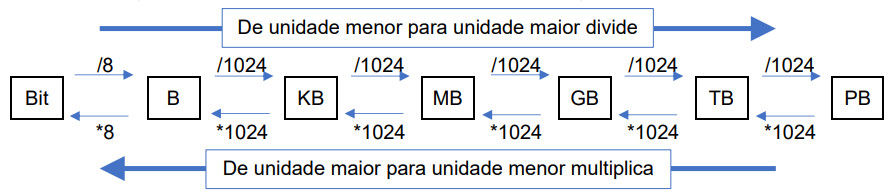 De unidade menor para unidade maior divide
/8 /1024 /1024 /1024 /1024 /1024
Bit B KB MB GB TB PB
*8 *1024 *1024 *1024 *1024 *1024
De unidade maior para unidade menor multiplica